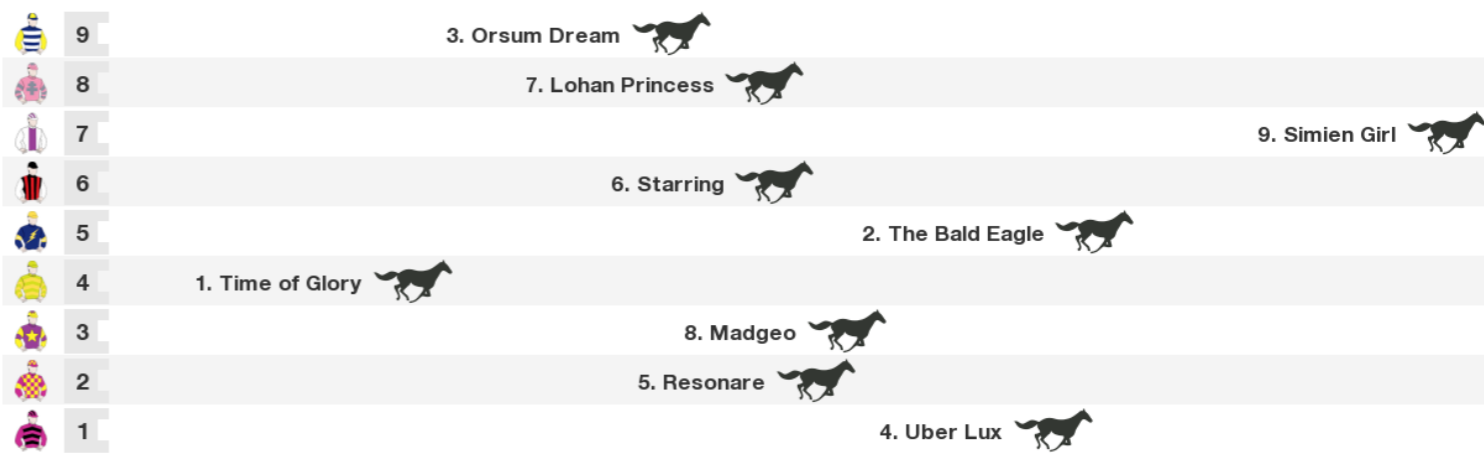 9 3. Orsum Dream
8 7. Lohan Princess
7 9. Simien Girl
6 6. Starring
5 2. The Bald Eagle
4 1. Time of Glory
3 8. Madgeo
2 5. Resonare
1 4. Uber Lux